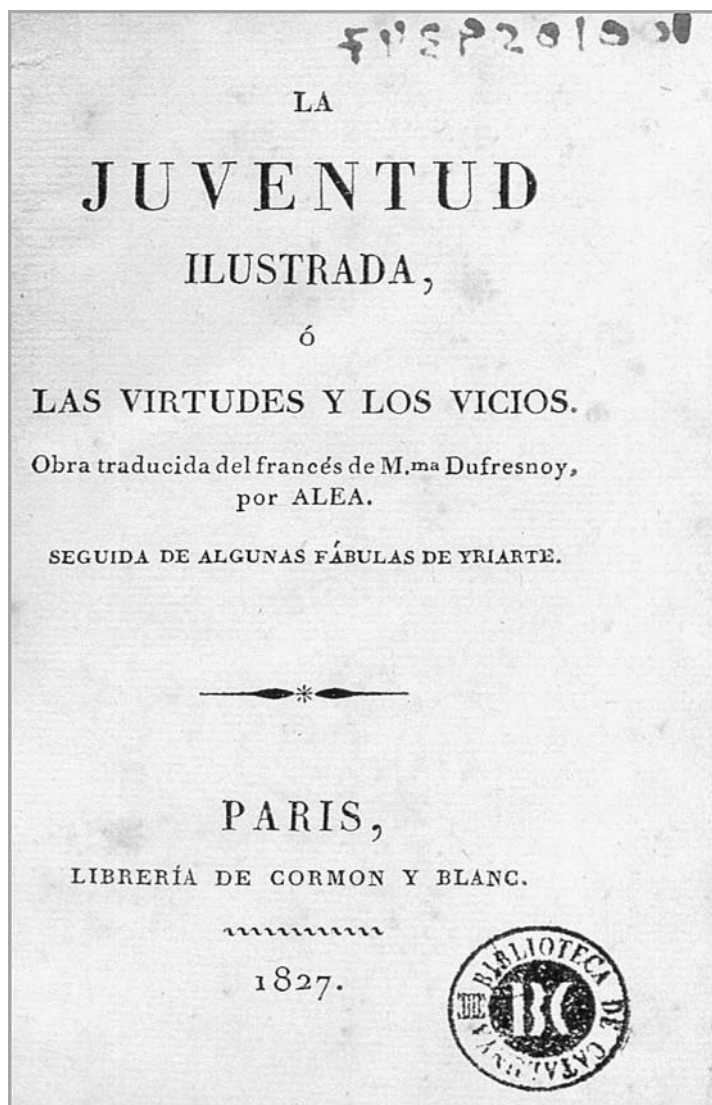 LA
JUVENTUD
ILUSTRADA,
ó
LAS VIRTUDES Y LOS VICIOS.
Obra traducida del francés de M.ma Dufresnoy,
por ALEA.
SEGUIDA DE ALGUNAS FÁBULAS DE YRIARTE.
PARIS,
LIBRERÍA DE CORMON Y BLANC.
1827.
BIBLIOTECA DE CATALUNYA
BC